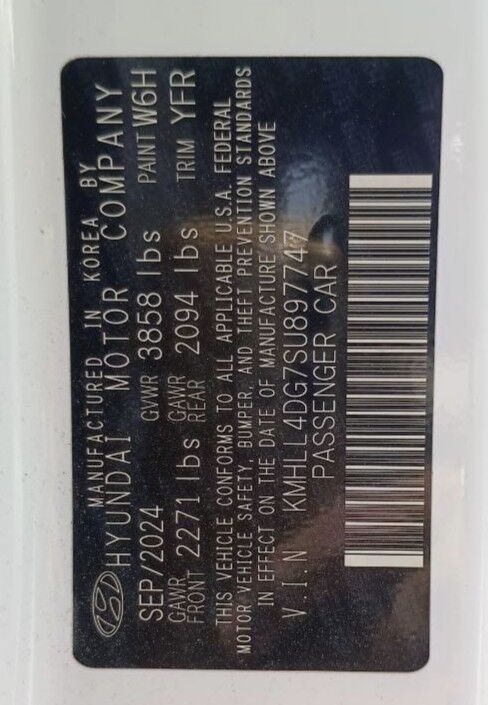 MANUFACTURED IN KOREA BY
HYUNDAI MOTOR COMPANY
SEP/2024 GVWR 3858 lbs PAINT W6H
GAWR FRONT 2271 lbs GAWR REAR 2094 lbs TRIM YFR
THIS VEHICLE CONFORMS TO ALL APPLICABLE U.S.A. FEDERAL
MOTOR VEHICLE SAFETY, BUMPER, AND THEFT PREVENTION STANDARDS
IN EFFECT ON THE DATE OF MANUFACTURE SHOWN ABOVE
V.I.N KMHLL4DG7SU897747
PASSENGER CAR